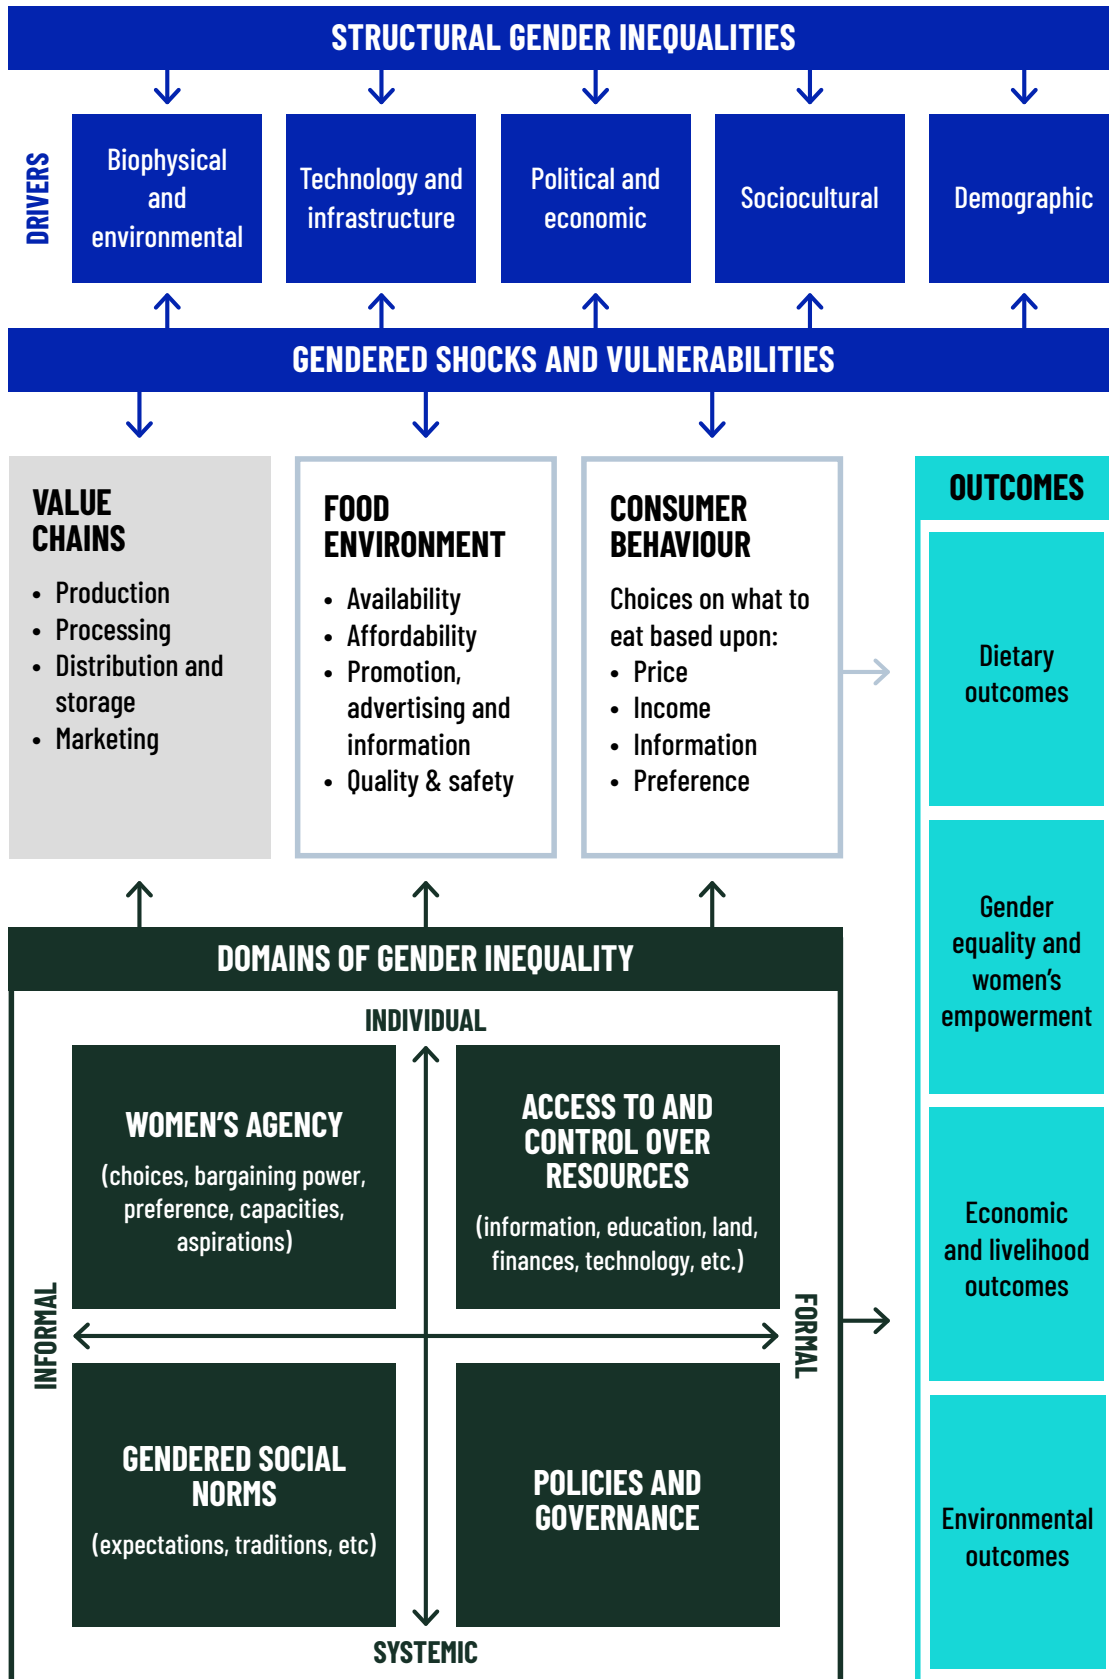 STRUCTURAL GENDER INEQUALITIES
DRIVERS
Biophysical
and
environmental
Technology and
infrastructure
Political and
economic
Sociocultural
Demographic
GENDERED SHOCKS AND VULNERABILITIES
VALUE
CHAINS
• Production
• Processing
• Distribution and
storage
• Marketing
FOOD
ENVIRONMENT
• Availability
• Affordability
• Promotion,
advertising and
information
• Quality & safety
CONSUMER
BEHAVIOUR
Choices on what to
eat based upon:
• Price
• Income
• Information
• Preference
OUTCOMES
Dietary
outcomes
Gender
equality and
women’s
empowerment
Economic
and livelihood
outcomes
Environmental
outcomes
DOMAINS OF GENDER INEQUALITY
INDIVIDUAL
WOMEN’S AGENCY
(choices, bargaining power,
preference, capacities,
aspirations)
ACCESS TO AND
CONTROL OVER
RESOURCES
(information, education, land,
finances, technology, etc.)
INFORMAL
FORMAL
GENDERED SOCIAL
NORMS
(expectations, traditions, etc)
POLICIES AND
GOVERNANCE
SYSTEMIC